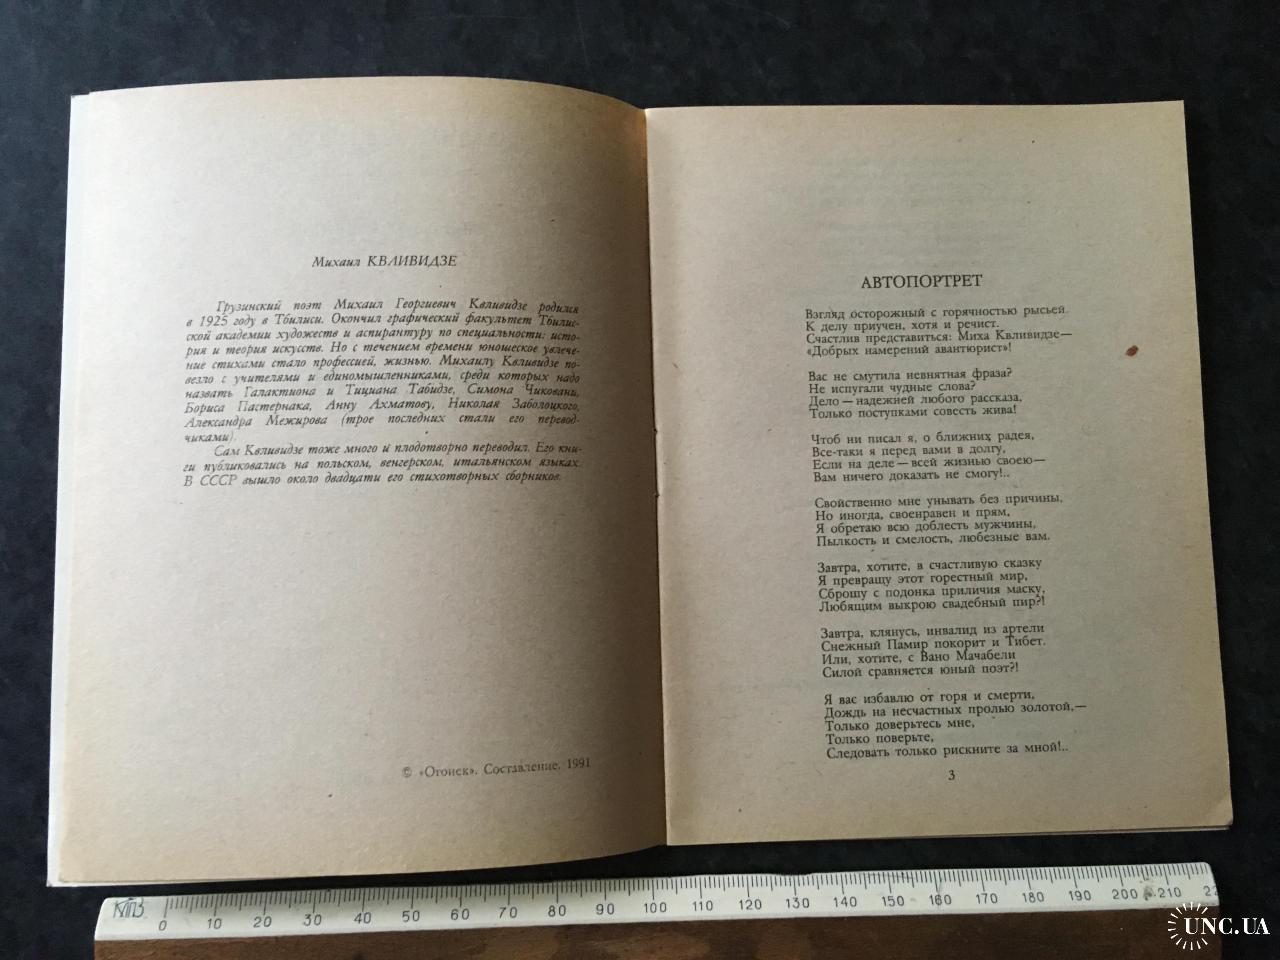 Михаил КВЛИВИДЗЕ
Грузинский поэт Михаил Георгиевич Квливидзе родился
в 1925 году в Тбилиси. Окончил графический факультет Тбилис-
ской академии художеств и аспирантуру по специальности: исто-
рия и теория искусств. Но с течением времени юношеское увлече-
ние стихами стало профессией, жизнью. Михаилу Квливидзе по-
везло с учителями и единомышленниками, среди которых надо
назвать Галактиона и Тициана Табидзе, Симона Чиковани,
Бориса Пастернака, Анну Ахматову, Николая Заболоцкого,
Александра Межирова (трое последних стали его перевод-
чиками).
Сам Квливидзе тоже много и плодотворно переводил. Его кни-
ги публиковались на польском, венгерском, итальянском языках.
В СССР вышло около двадцати его стихотворных сборников.
© «Огонек». Составление. 1991
АВТОПОРТРЕТ
Взгляд осторожный с горячностью рысьей.
К делу приучен, хотя и речист.
Счастлив представиться: Миха Квливидзе—
«Добрых намерений авантюрист»!
Вас не смутила невнятная фраза?
Не испугали чудные слова?
Дело — надежней любого рассказа,
Только поступками совесть жива!
Чтоб ни писал я, о ближних радея,
Все-таки я перед вами в долгу,
Если на деле — всей жизнью своею—
Вам ничего доказать не смогу!..
Свойственно мне унывать без причины,
Но иногда, своенравен и прям,
Я обретаю всю доблесть мужчины,
Пылкость и смелость, любезные вам.
Завтра, хотите, в счастливую сказку
Я превращу этот горестный мир,
Сброшу с подонка приличия маску,
Любящим выкрою свадебный пир?!
Завтра, клянусь, инвалид из артели
Снежный Памир покорит и Тибет.
Или, хотите, с Вано Мачабели
Силой сравняется юный поэт?!
Я вас избавлю от горя и смерти,
Дождь на несчастных пролью золотой,—
Только доверьтесь мне,
Только поверьте,
Следовать только рискните за мной!..
3
0 10 20 30 40 50 60 70 80 90 100 110 120 130 140 150 160 170 180 190 200 210 22
UNC.UA